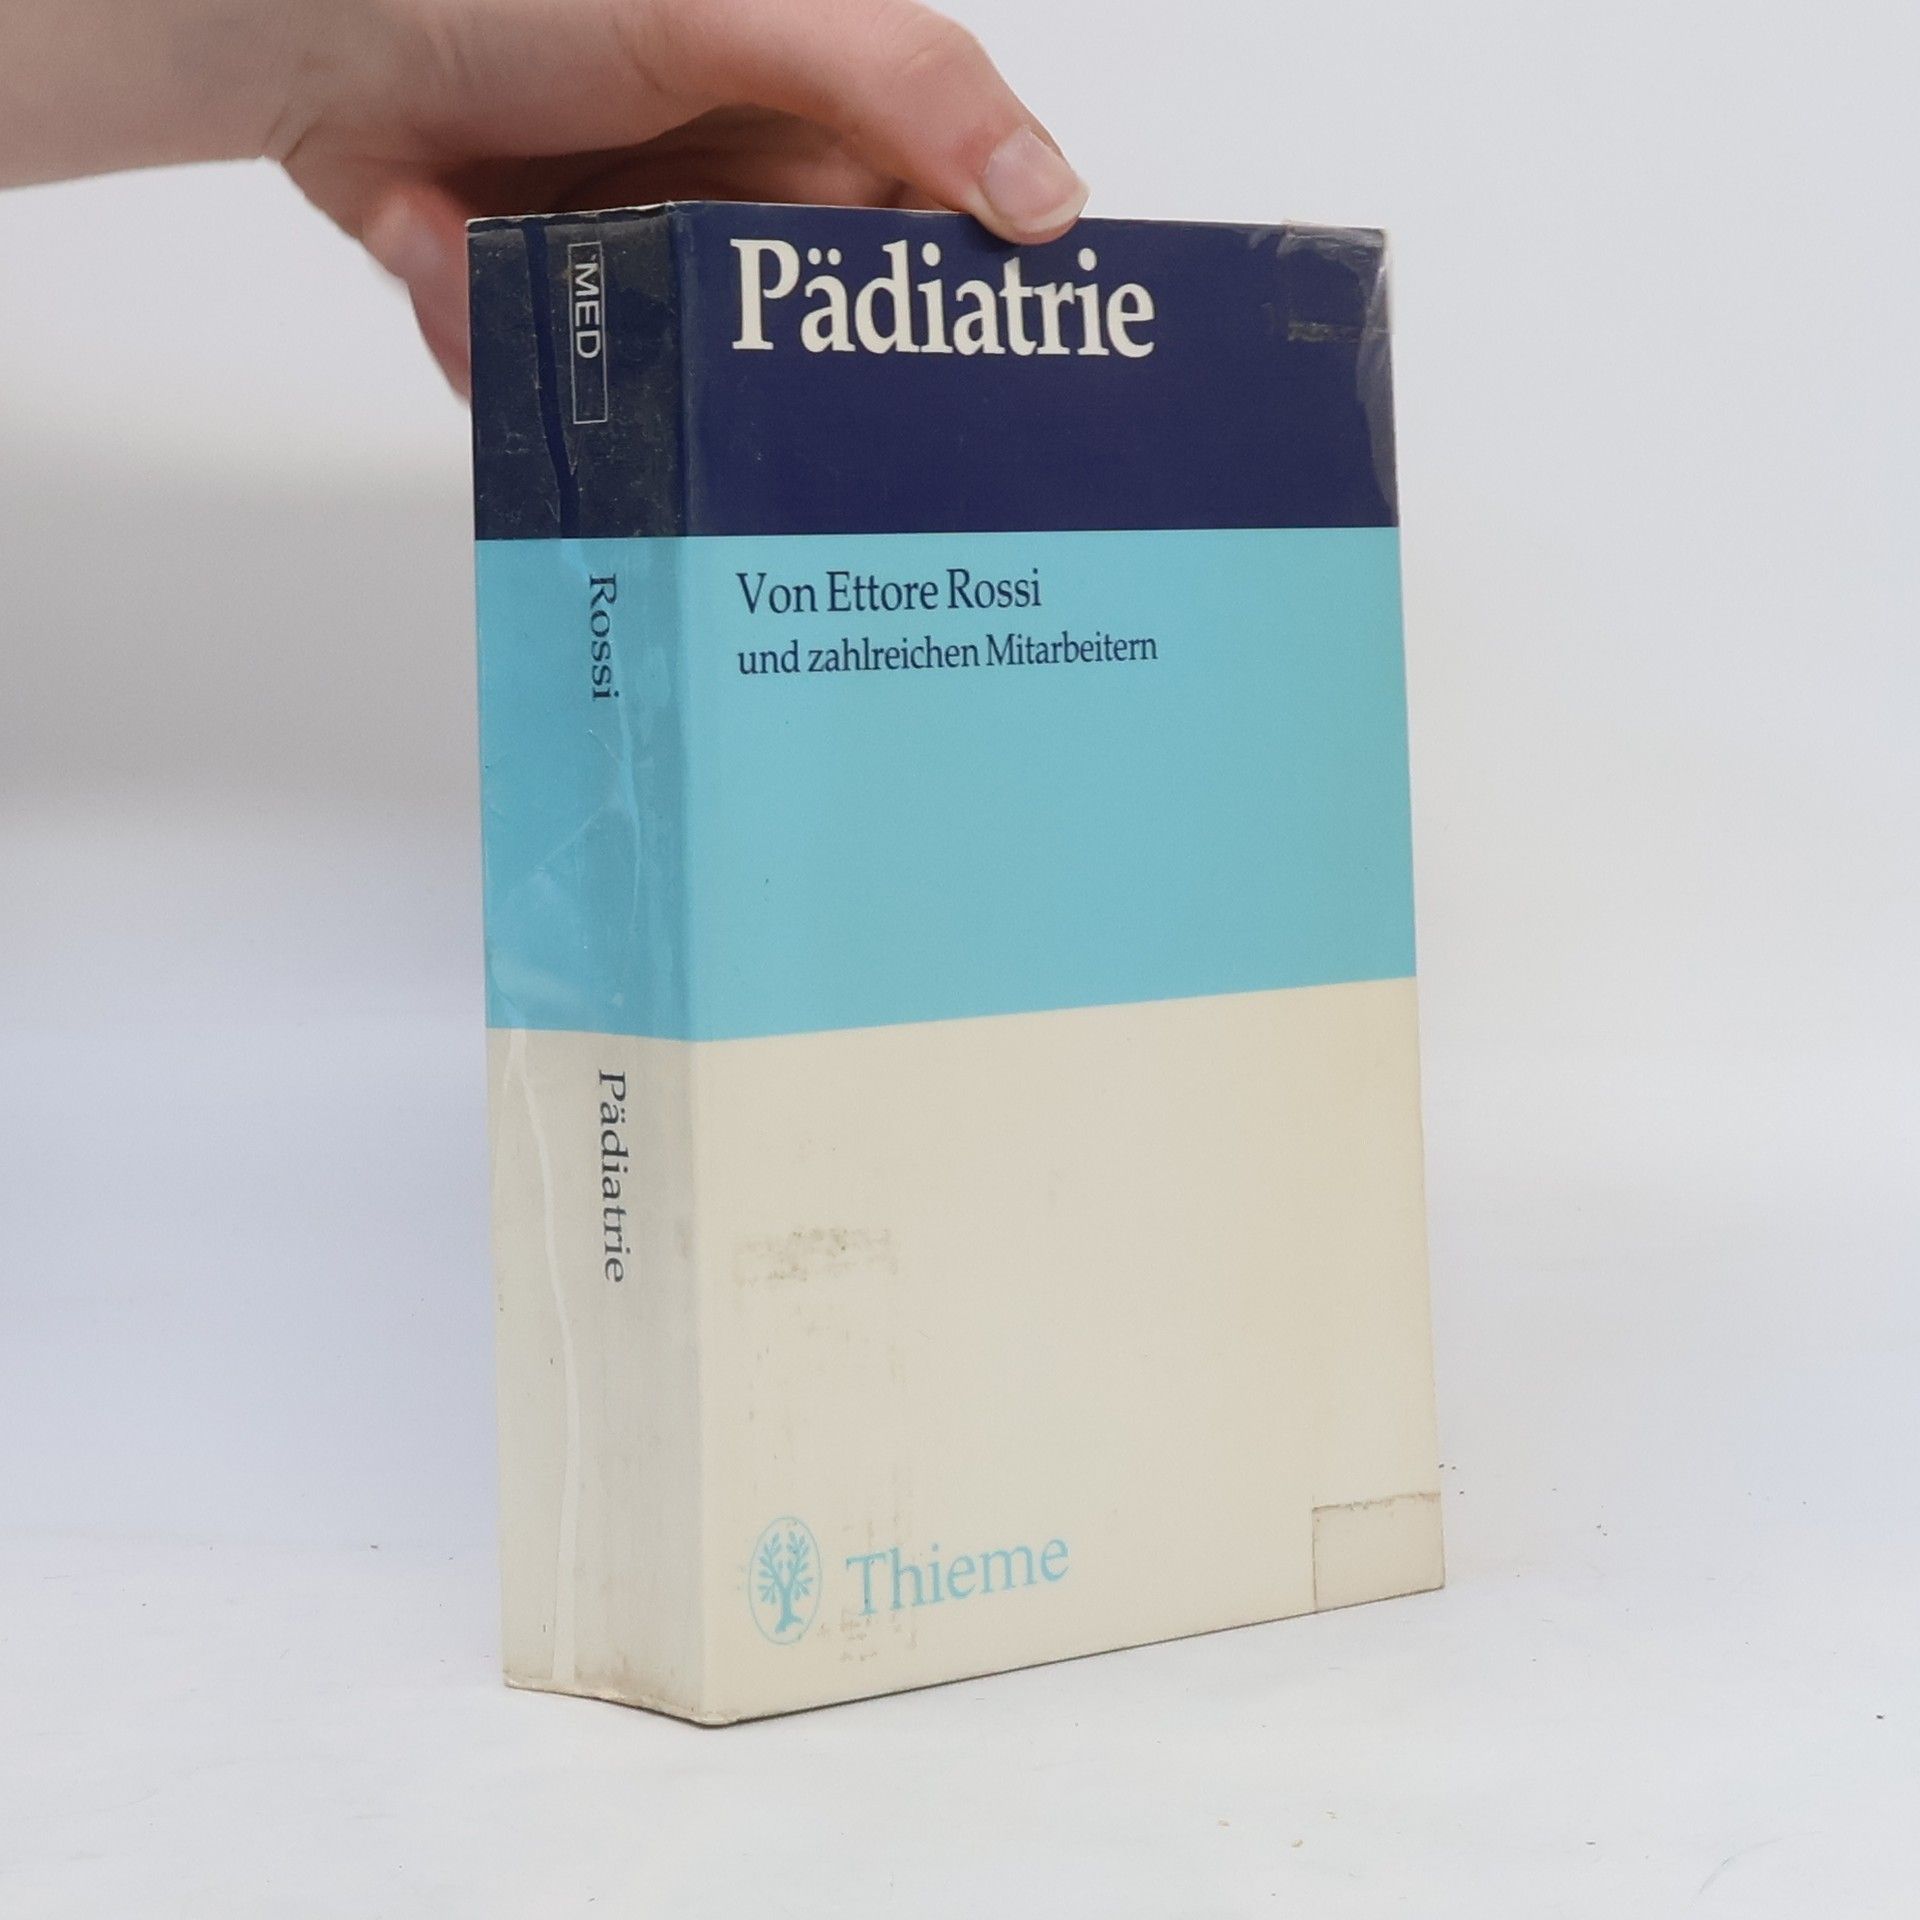 Pädiatrie
Von Ettore Rossi
und zahlreichen Mitarbeitern
Thieme
MED
Rossi
Pädiatrie